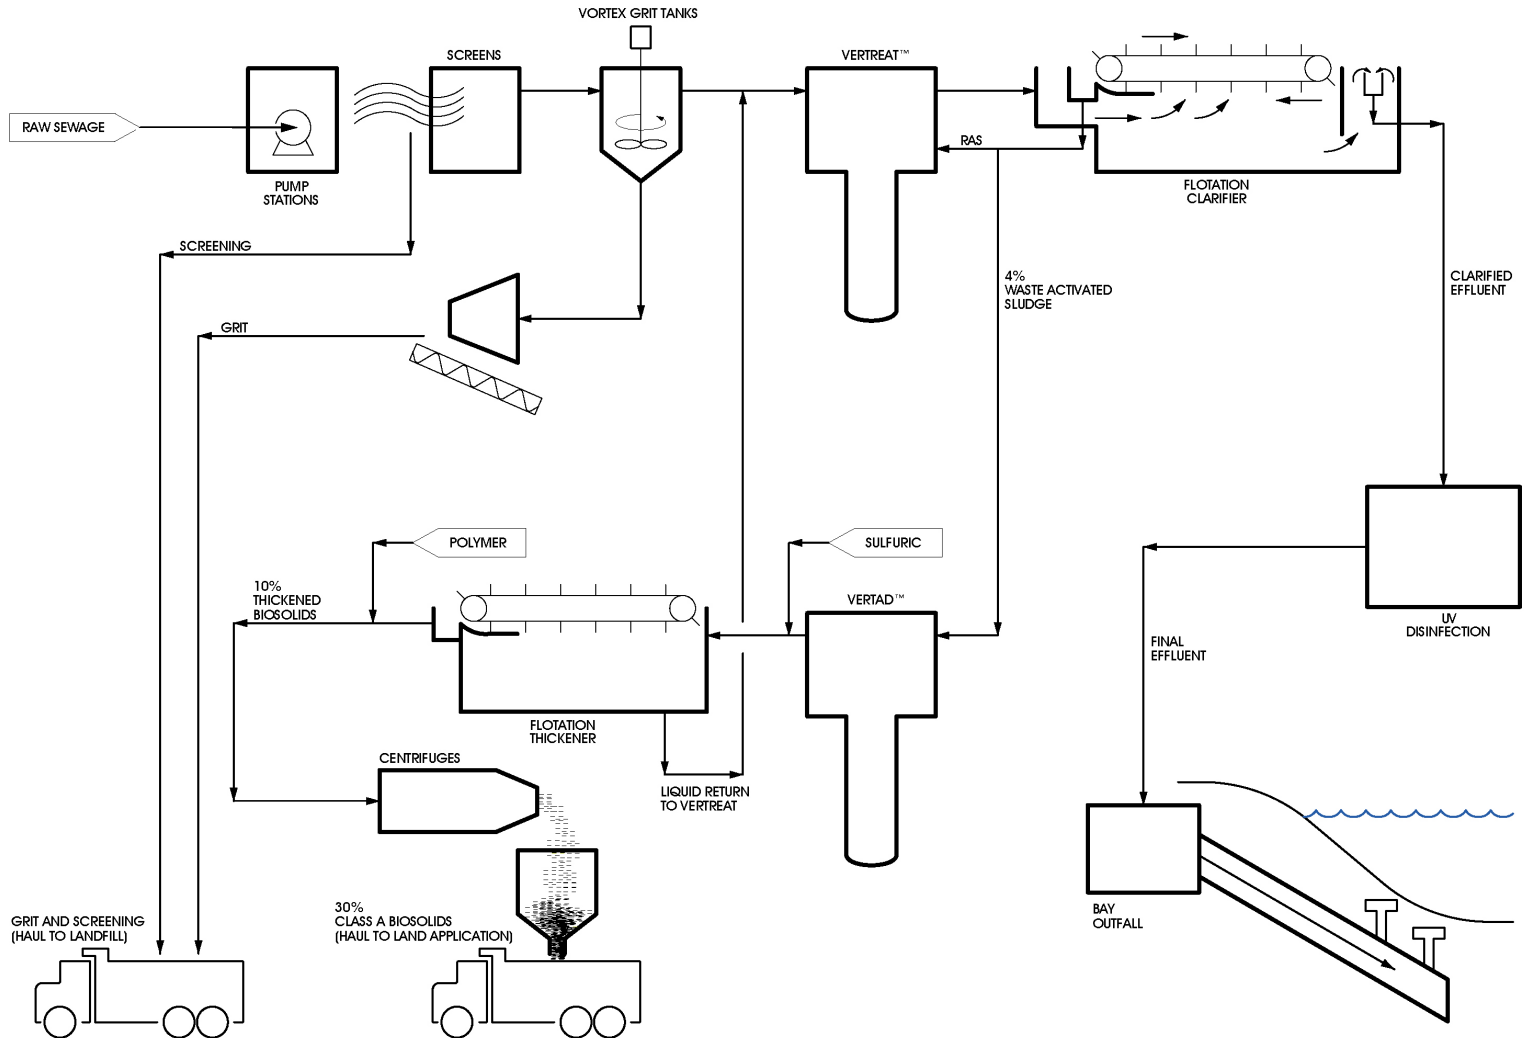 VORTEX GRIT TANKS
SCREENS
VERTREAT™
RAW SEWAGE
PUMP
STATIONS
RAS
FLOTATION
CLARIFIER
SCREENING
4%
WASTE ACTIVATED
SLUDGE
CLARIFIED
EFFLUENT
GRIT
POLYMER
SULFURIC
10%
THICKENED
BIOSOLIDS
VERTAD™
UV
DISINFECTION
FINAL
EFFLUENT
FLOTATION
THICKENER
CENTRIFUGES
LIQUID RETURN
TO VERTREAT
GRIT AND SCREENING
(HAUL TO LANDFILL)
30%
CLASS A BIOSOLIDS
(HAUL TO LAND APPLICATION)
BAY
OUTFALL